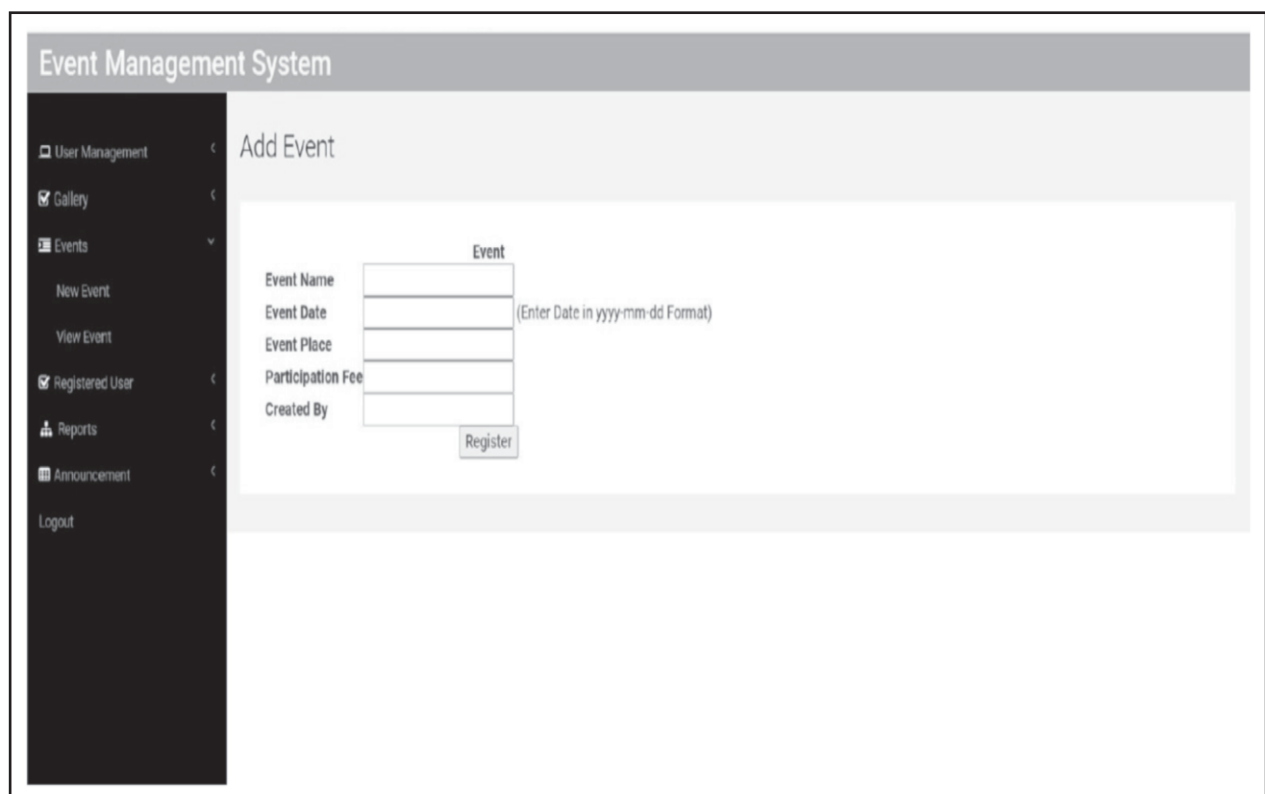 Event Management System
User Management
Gallery
Events
New Event
View Event
Registered User
Reports
Announcement
Logout
Add Event
Event
Event Name
Event Date (Enter Date in yyyy-mm-dd Format)
Event Place
Participation Fee
Created By
Register